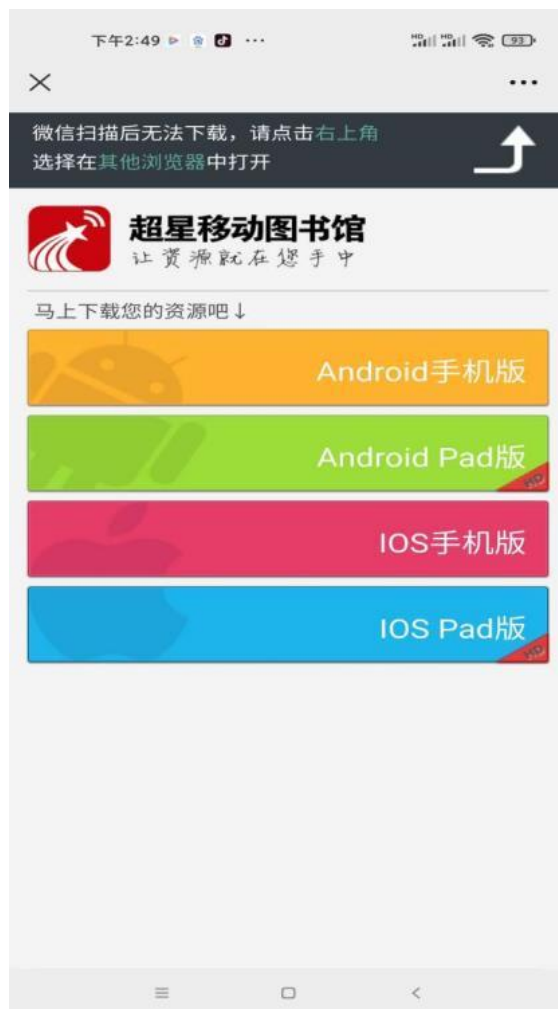 下午2:49 ···
HD HD 93
微信扫描后无法下载，请点击右上角
选择在其他浏览器中打开
超星移动图书馆
让资源就在您手中
马上下载您的资源吧↓
Android手机版
Android Pad版
HD
IOS手机版
IOS Pad版
HD